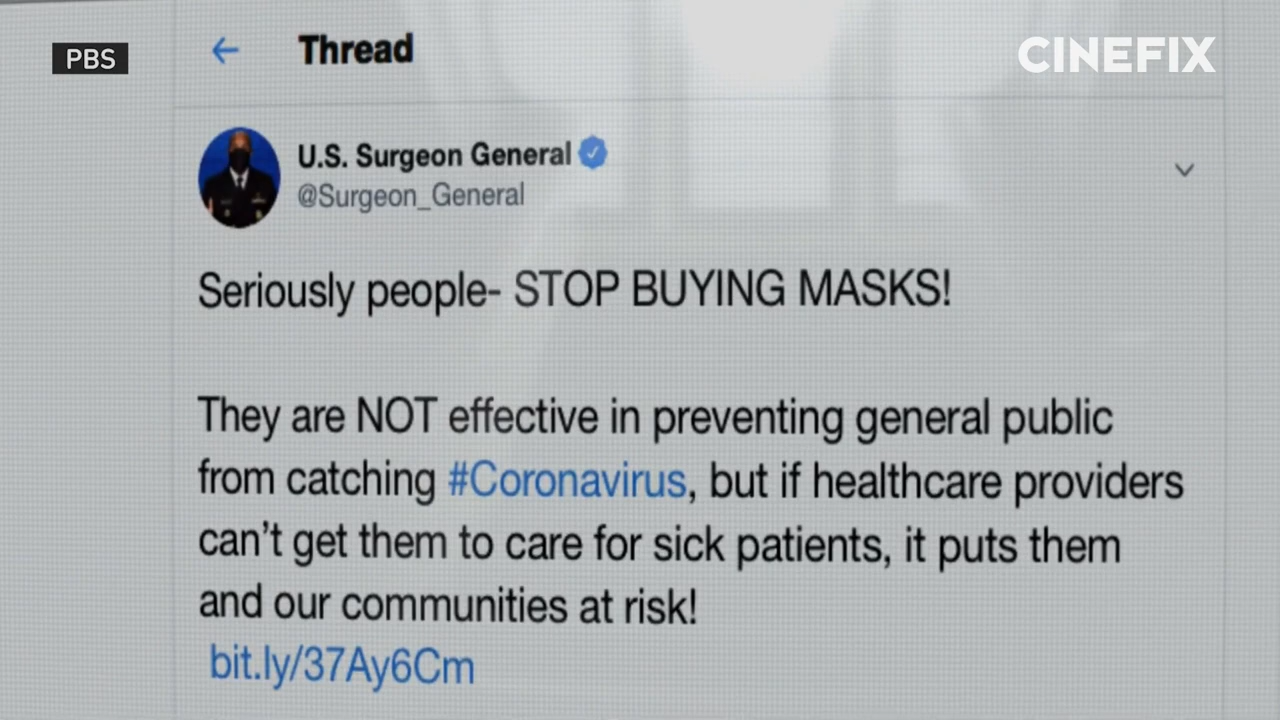 PBS
CINEFIX
Thread
U.S. Surgeon General
@Surgeon_General
Seriously people- STOP BUYING MASKS!
They are NOT effective in preventing general public
from catching #Coronavirus, but if healthcare providers
can't get them to care for sick patients, it puts them
and our communities at risk!
bit.ly/37Ay6Cm